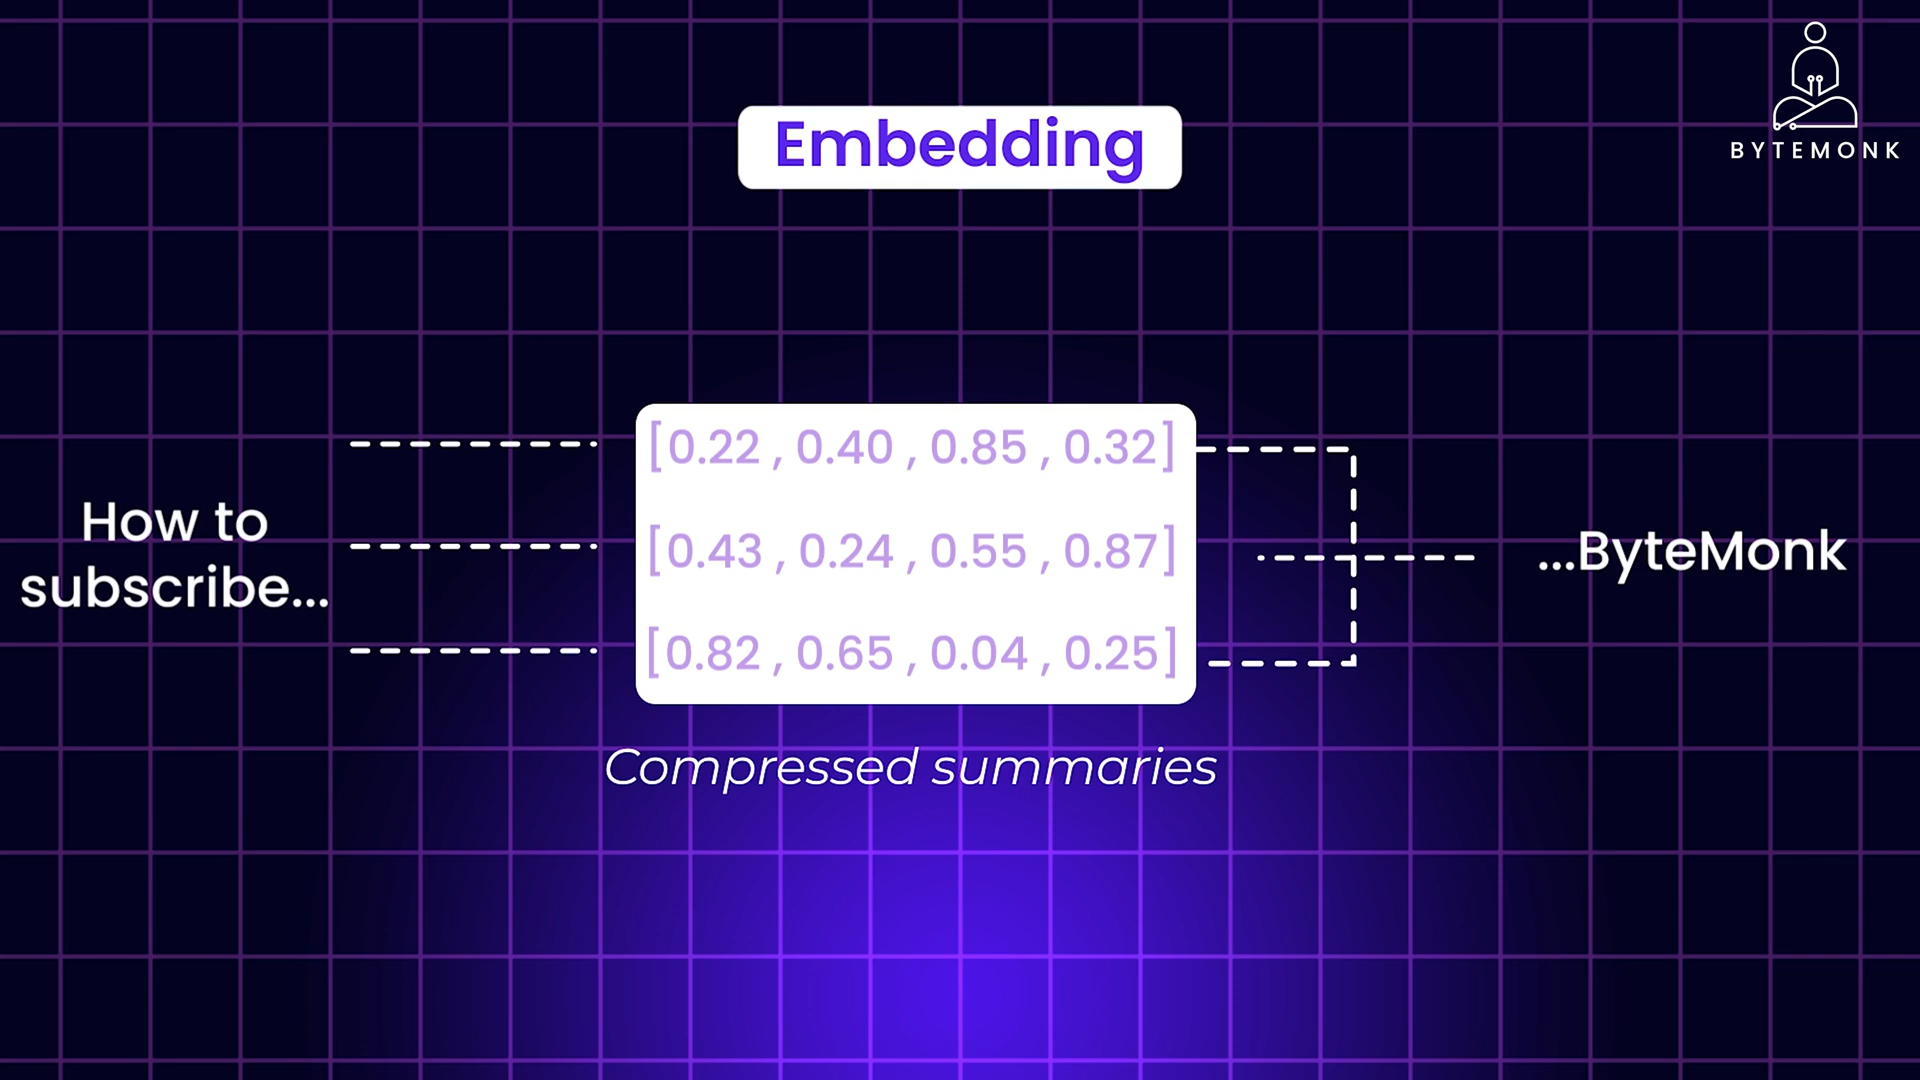 BYTEMONK
Embedding
How to
subscribe...
[0.22 , 0.40 , 0.85 , 0.32]
[0.43 , 0.24 , 0.55 , 0.87]
[0.82 , 0.65 , 0.04 , 0.25]
...ByteMonk
Compressed summaries